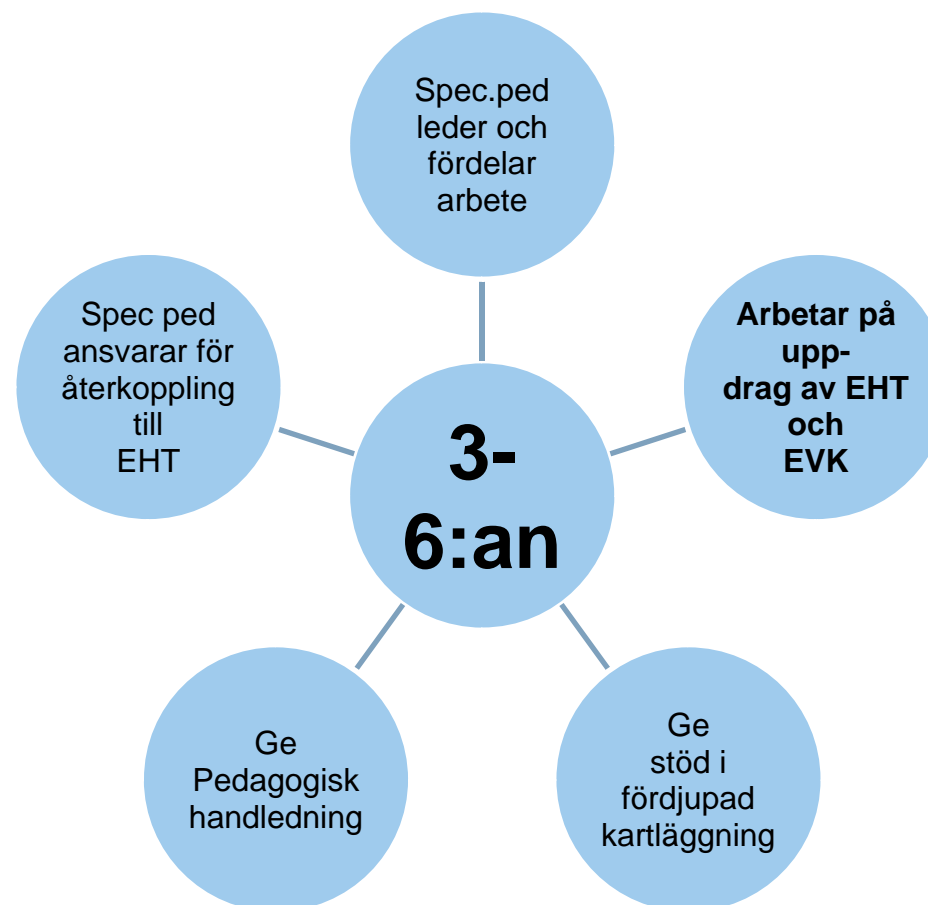 Spec.ped
leder och
fördelar
arbete
Spec ped
ansvarar för
återkoppling
till
EHT
Arbetar på
upp-
drag av EHT
och
EVK
3-
6:an
Ge
Pedagogisk
handledning
Ge
stöd i
fördjupad
kartläggning